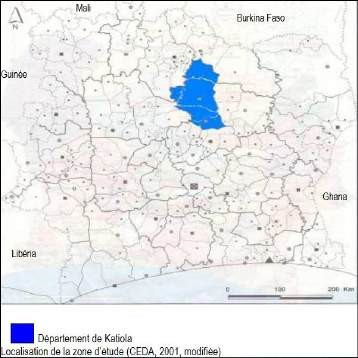 Mali
Burkina Faso
N
Guinée
Ghana
Libéria
0 100 200 Km
Département de Katiola
Localisation de la zone d'étude (CEDA, 2001, modifiée)